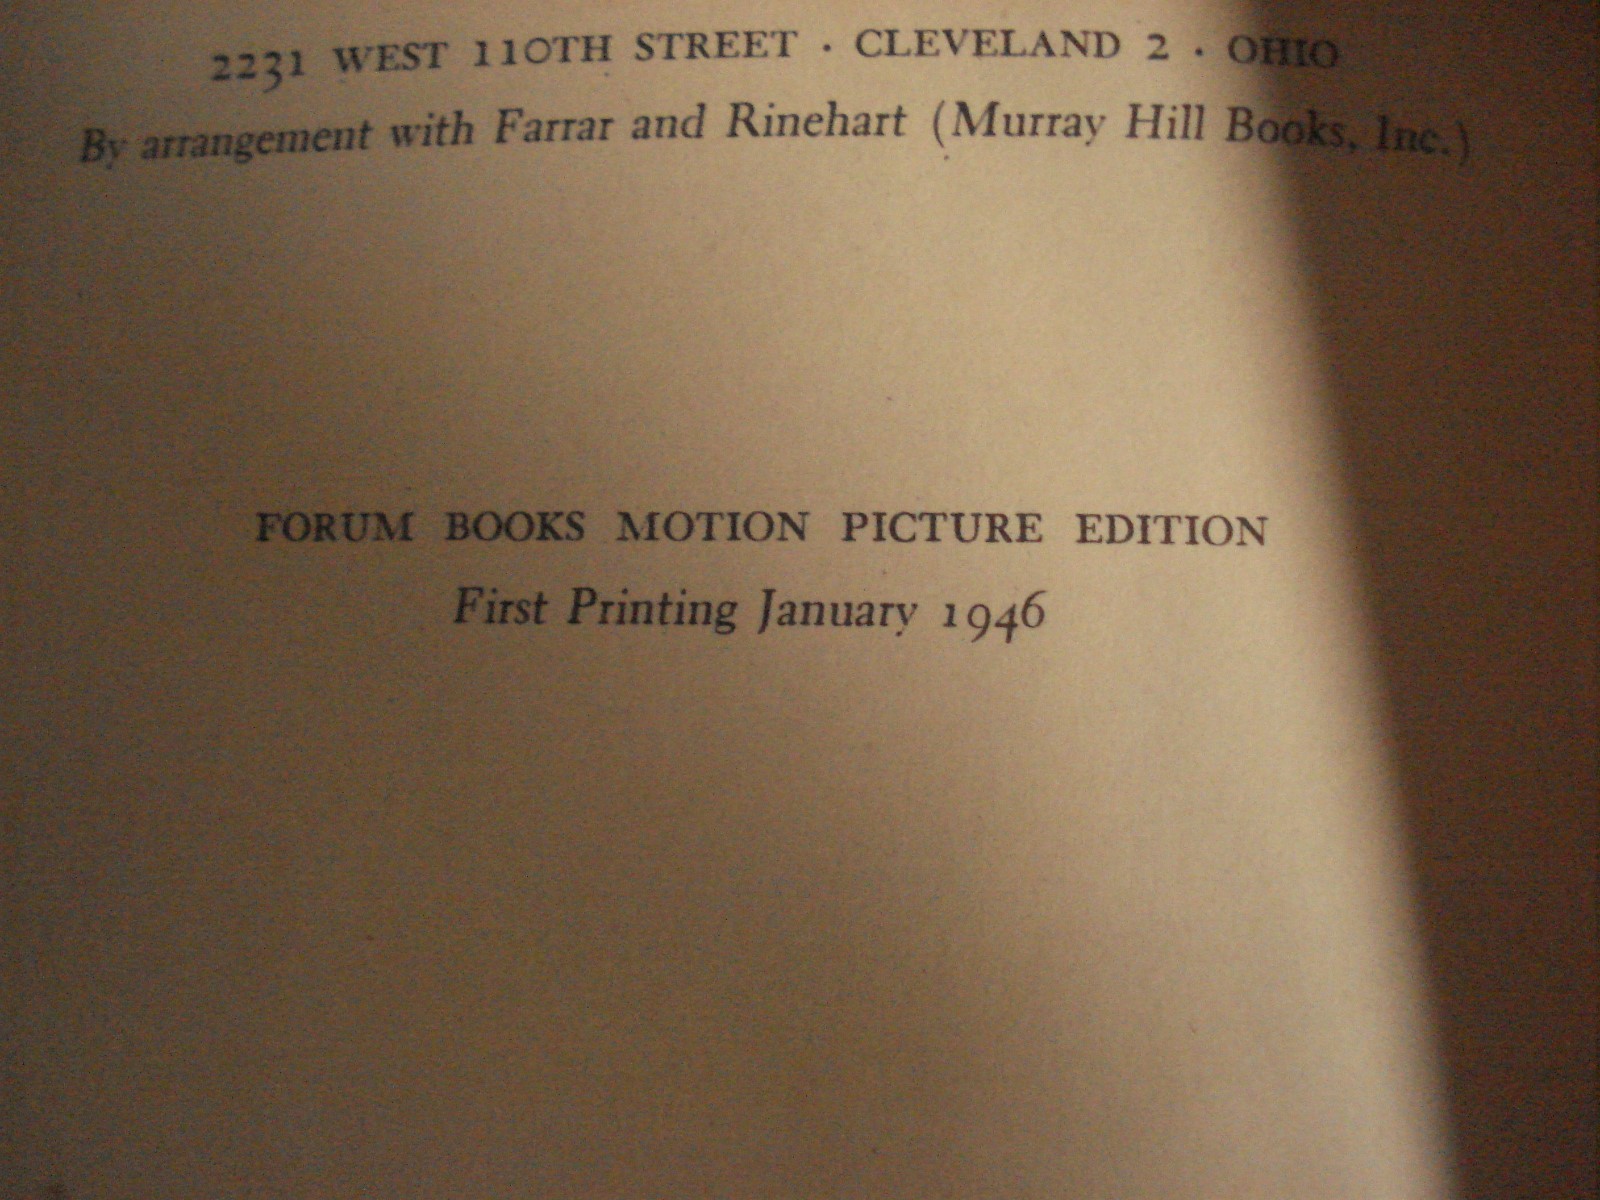 2231 WEST 110TH STREET · CLEVELAND 2 · OHIO
By arrangement with Farrar and Rinehart (Murray Hill Books, Inc.)
FORUM BOOKS MOTION PICTURE EDITION
First Printing January 1946